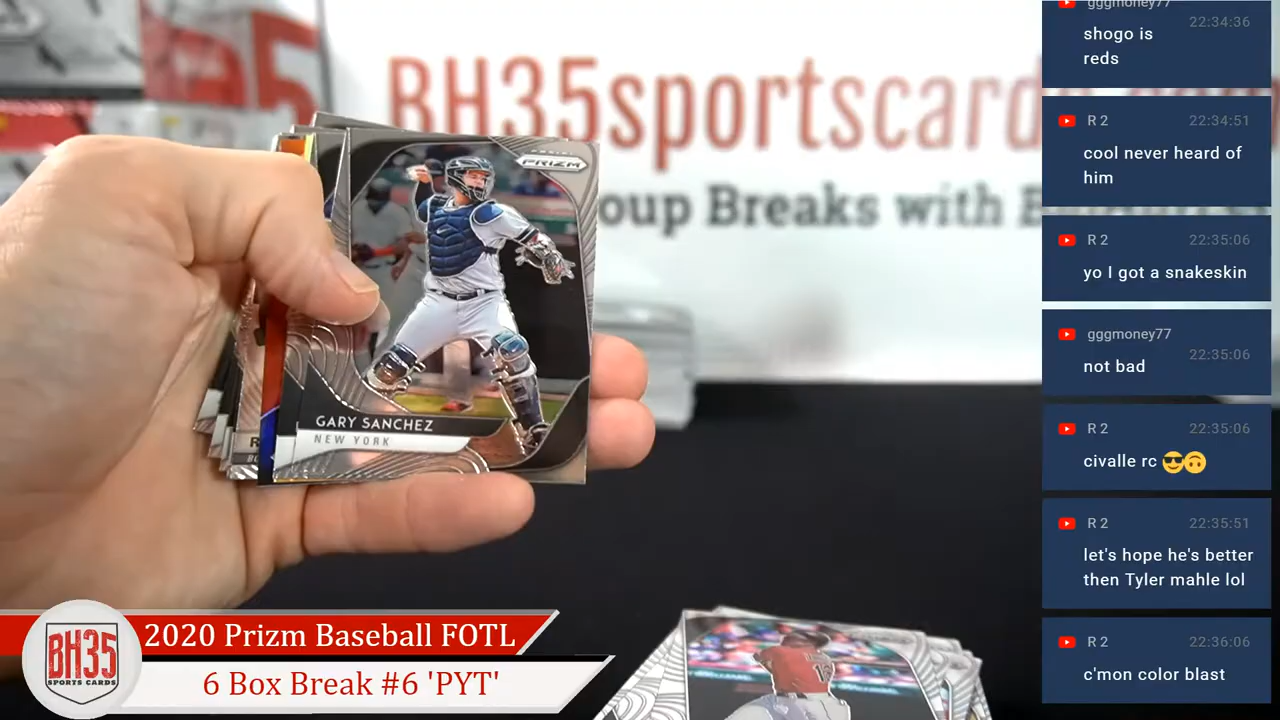 BH35sportscard
oup Breaks with
PRIZM
GARY SANCHEZ
NEW YORK
BH35
SPORTS CARDS
2020 Prizm Baseball FOTL
6 Box Break #6 'PYT'
gggmoney77
22:34:36
shogo is
reds
R 2
22:34:51
cool never heard of
him
R 2
22:35:06
yo I got a snakeskin
gggmoney77
22:35:06
not bad
R 2
22:35:06
civalle rc 😎🙃
R 2
22:35:51
let's hope he's better
then Tyler mahle lol
R 2
22:36:06
c'mon color blast